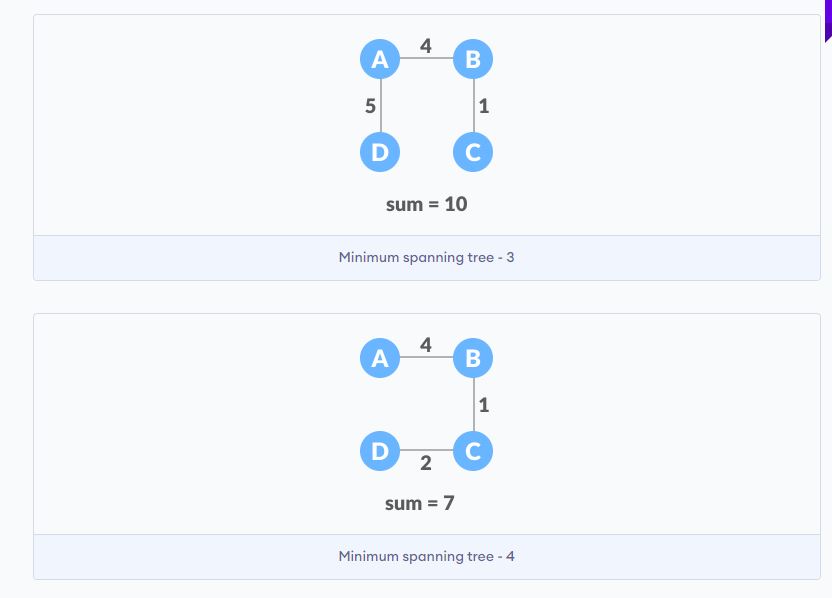 A 4 B
5 1
D C
sum = 10
Minimum spanning tree - 3
A 4 B
1
D 2 C
sum = 7
Minimum spanning tree - 4